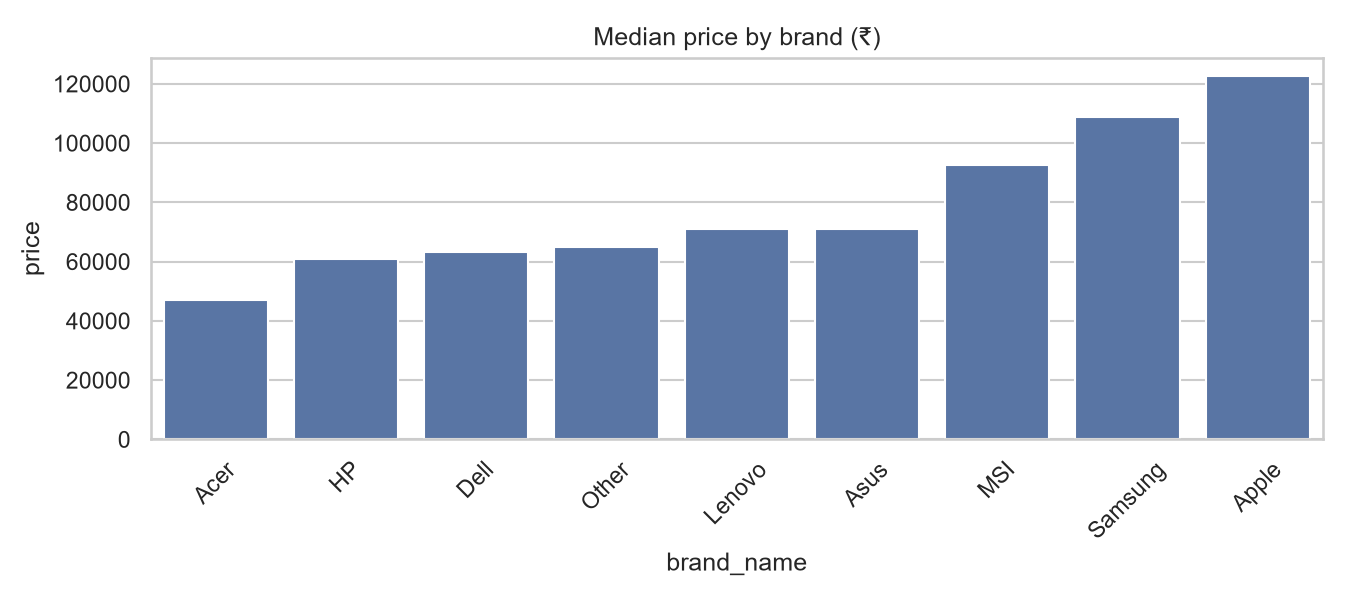 Median price by brand (₹)
120000
100000
80000
60000
40000
20000
0
price
Acer
HP
Dell
Other
Lenovo
Asus
MSI
Samsung
Apple
brand_name